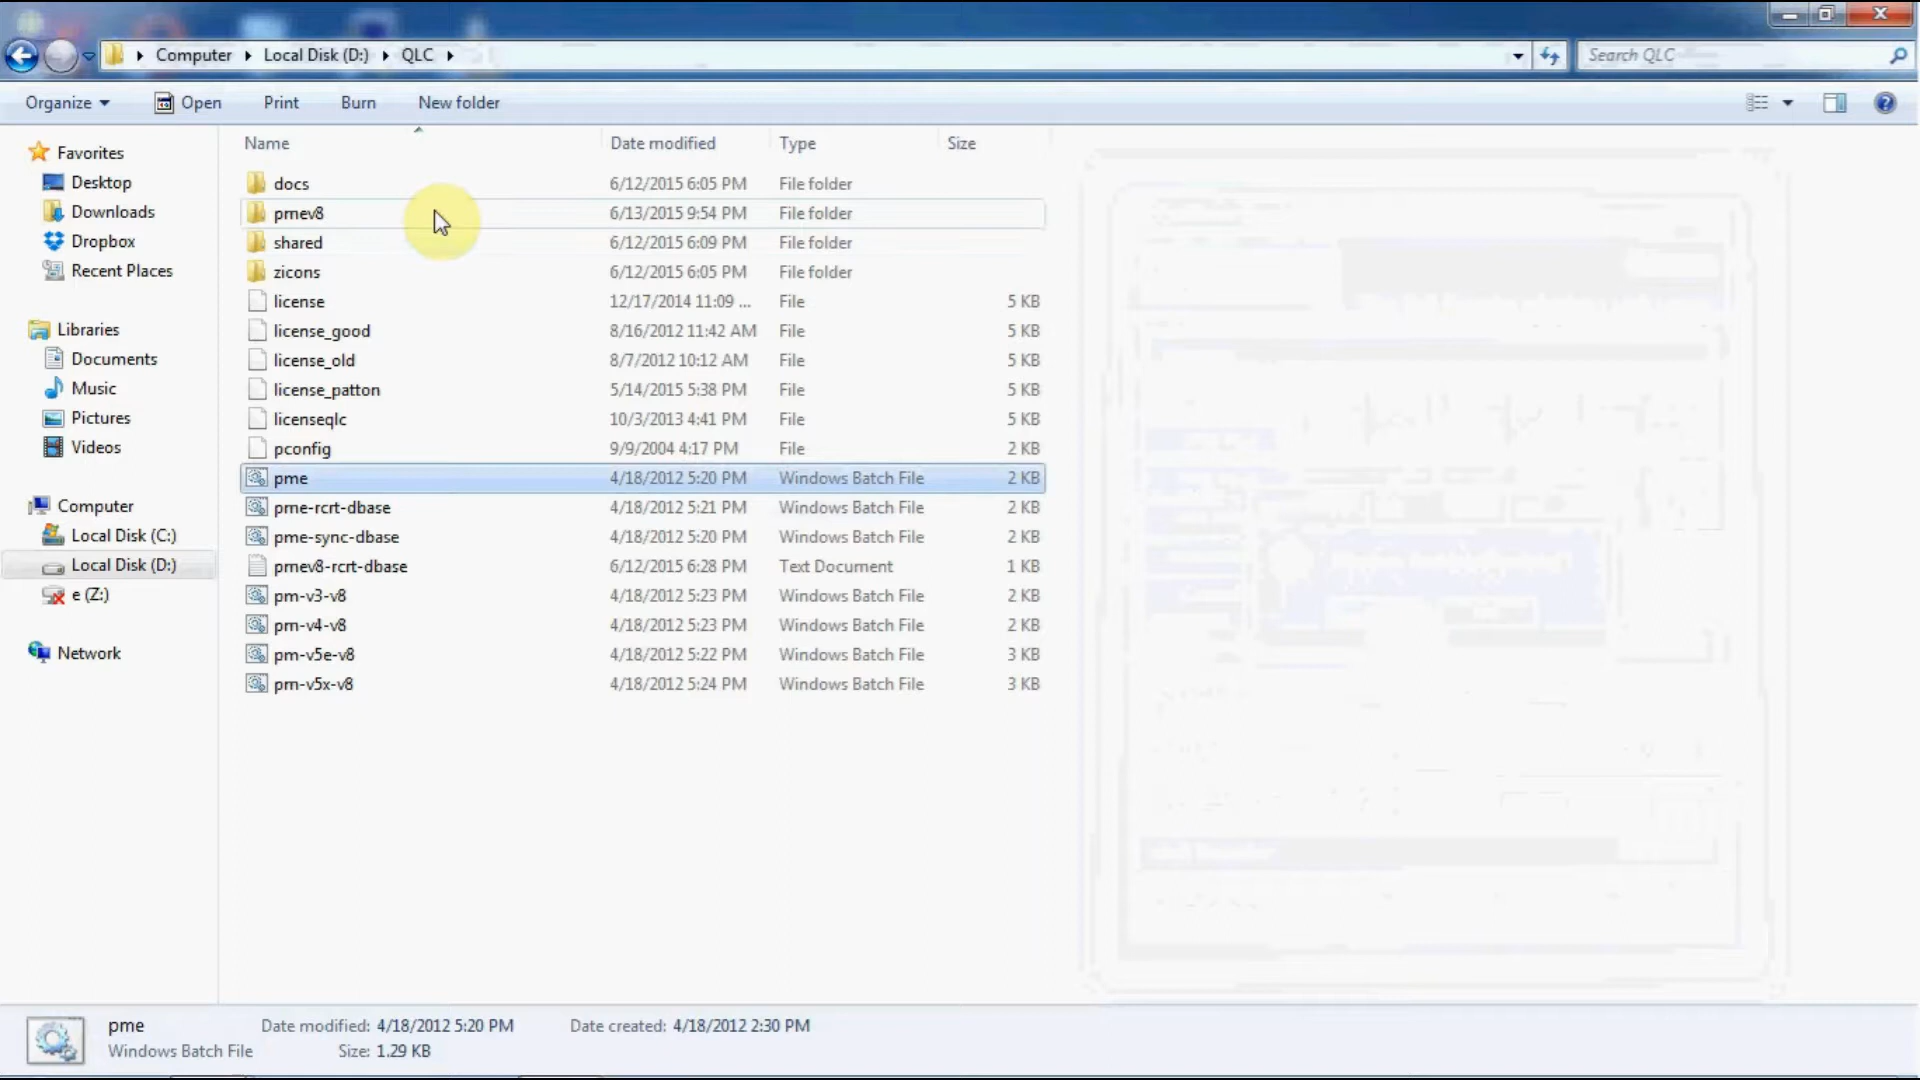 Computer Local Disk (D:) QLC
Search QLC
Organize Open Print Burn New folder
Name Date modified Type Size
Favorites
Desktop
Downloads
Dropbox
Recent Places
Libraries
Documents
Music
Pictures
Videos
Computer
Local Disk (C:)
Local Disk (D:)
e (Z:)
Network
docs 6/12/2015 6:05 PM File folder
pmev8 6/13/2015 9:54 PM File folder
shared 6/12/2015 6:09 PM File folder
zicons 6/12/2015 6:05 PM File folder
license 12/17/2014 11:09 ... File 5 KB
license_good 8/16/2012 11:42 AM File 5 KB
license_old 8/7/2012 10:12 AM File 5 KB
license_patton 5/14/2015 5:38 PM File 5 KB
licenseqlc 10/3/2013 4:41 PM File 5 KB
pconfig 9/9/2004 4:17 PM File 2 KB
pme 4/18/2012 5:20 PM Windows Batch File 2 KB
pme-rcrt-dbase 4/18/2012 5:21 PM Windows Batch File 2 KB
pme-sync-dbase 4/18/2012 5:20 PM Windows Batch File 2 KB
pmev8-rcrt-dbase 6/12/2015 6:28 PM Text Document 1 KB
pm-v3-v8 4/18/2012 5:23 PM Windows Batch File 2 KB
pm-v4-v8 4/18/2012 5:23 PM Windows Batch File 2 KB
pm-v5e-v8 4/18/2012 5:22 PM Windows Batch File 3 KB
pm-v5x-v8 4/18/2012 5:24 PM Windows Batch File 3 KB
pme Date modified: 4/18/2012 5:20 PM Date created: 4/18/2012 2:30 PM
Windows Batch File Size: 1.29 KB